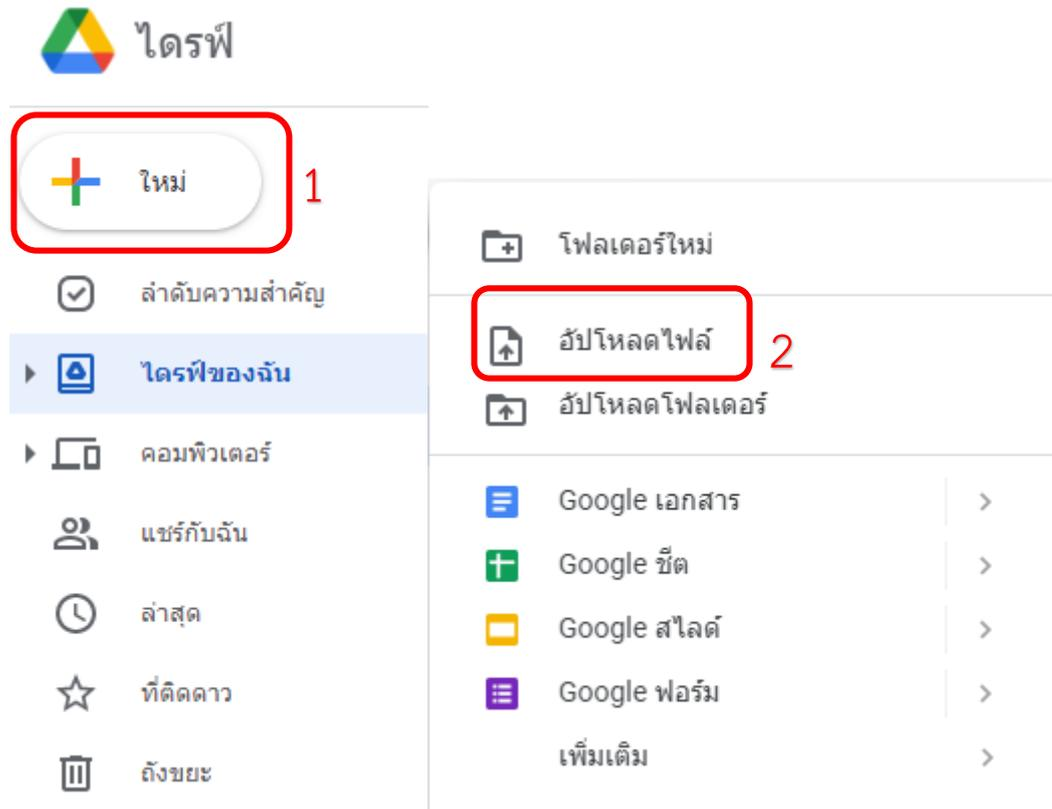 ไดรฟ์
ใหม่
1
ลำดับความสำคัญ
ไดรฟ์ของฉัน
คอมพิวเตอร์
แชร์กับฉัน
ล่าสุด
ที่ติดดาว
ถังขยะ
โฟลเดอร์ใหม่
อัปโหลดไฟล์
2
อัปโหลดโฟลเดอร์
Google เอกสาร
Google ชีต
Google สไลด์
Google ฟอร์ม
เพิ่มเติม